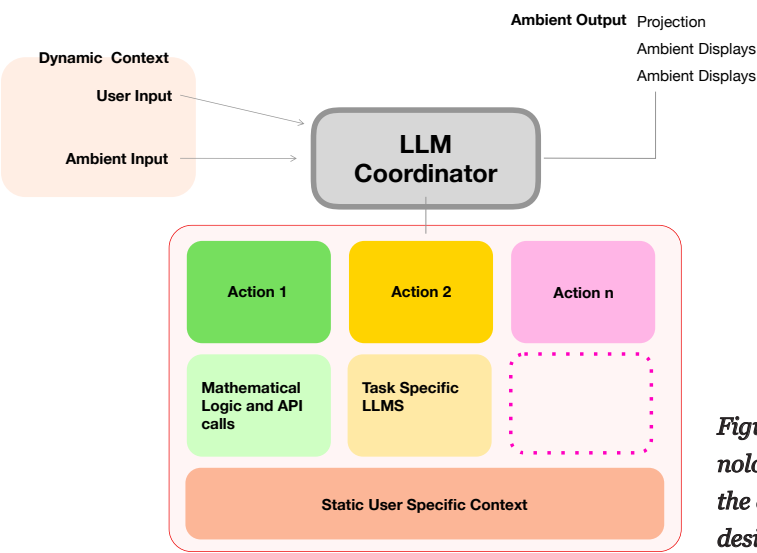 Ambient Output Projection
Ambient Displays
Ambient Displays
Dynamic Context
User Input
Ambient Input
LLM
Coordinator
Action 1
Action 2
Action n
Mathematical
Logic and API
calls
Task Specific
LLMS
Static User Specific Context
the